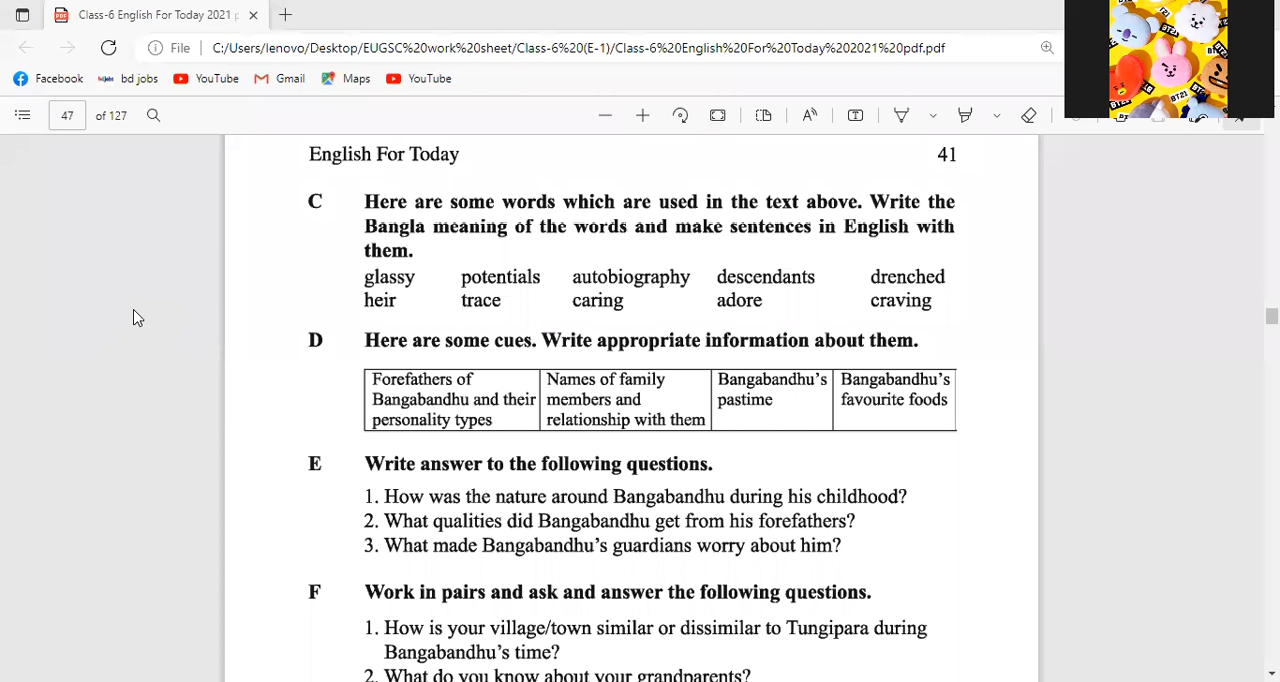 Class-6 English For Today 2021 p
File
C:/Users/lenovo/Desktop/EUGSC%20work%20sheet/Class-6%20(E-1)/Class-6%20English%20For%20Today%202021%20pdf.pdf
Facebook
bd jobs
YouTube
Gmail
Maps
YouTube
47 of 127
BT21
BT21
BT21
English For Today 41
C Here are some words which are used in the text above. Write the
Bangla meaning of the words and make sentences in English with
them.
glassy potentials autobiography descendants drenched
heir trace caring adore craving
D Here are some cues. Write appropriate information about them.
Forefathers of
Bangabandhu and their
personality types
Names of family
members and
relationship with them
Bangabandhu's
pastime
Bangabandhu's
favourite foods
E Write answer to the following questions.
1. How was the nature around Bangabandhu during his childhood?
2. What qualities did Bangabandhu get from his forefathers?
3. What made Bangabandhu's guardians worry about him?
F Work in pairs and ask and answer the following questions.
1. How is your village/town similar or dissimilar to Tungipara during
Bangabandhu's time?
2. What do you know about your grandparents?